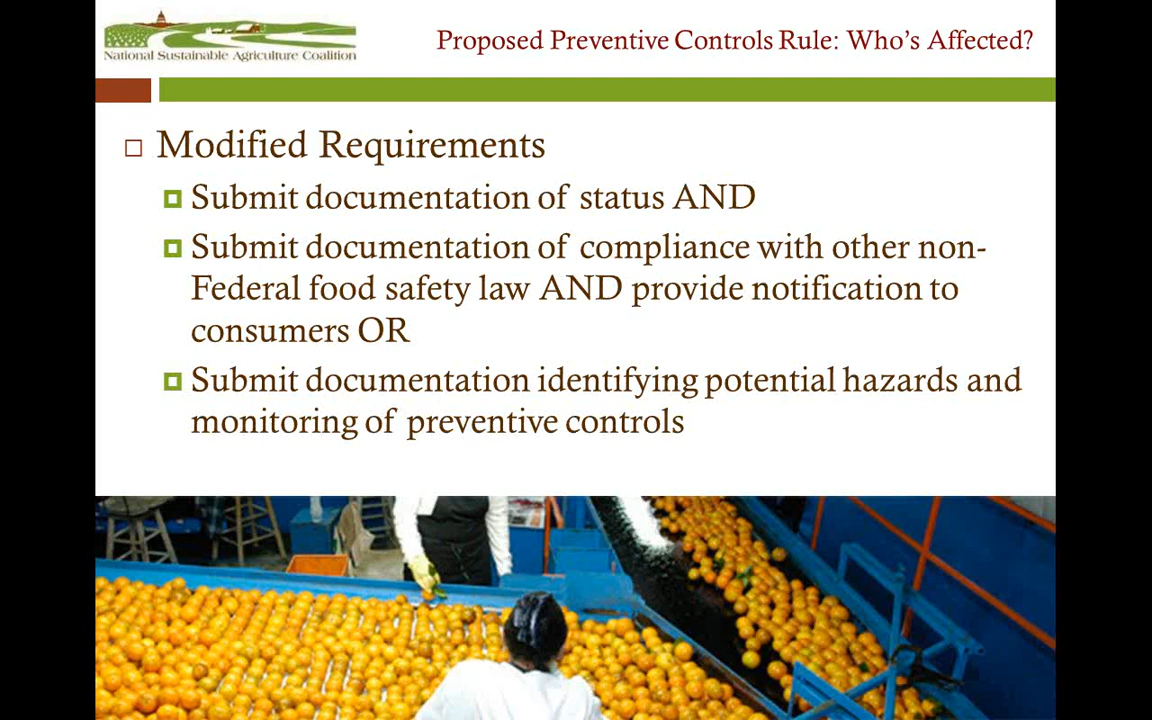 National Sustainable Agriculture Coalition
Proposed Preventive Controls Rule: Who's Affected?
Modified Requirements
Submit documentation of status AND
Submit documentation of compliance with other non-
Federal food safety law AND provide notification to
consumers OR
Submit documentation identifying potential hazards and
monitoring of preventive controls